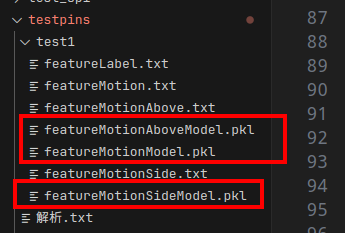 testpins
test1
featureLabel.txt
featureMotion.txt
featureMotionAbove.txt
featureMotionAboveModel.pkl
featureMotionModel.pkl
featureMotionSide.txt
featureMotionSideModel.pkl
解析.txt
87
88
89
90
91
92
93
94
95